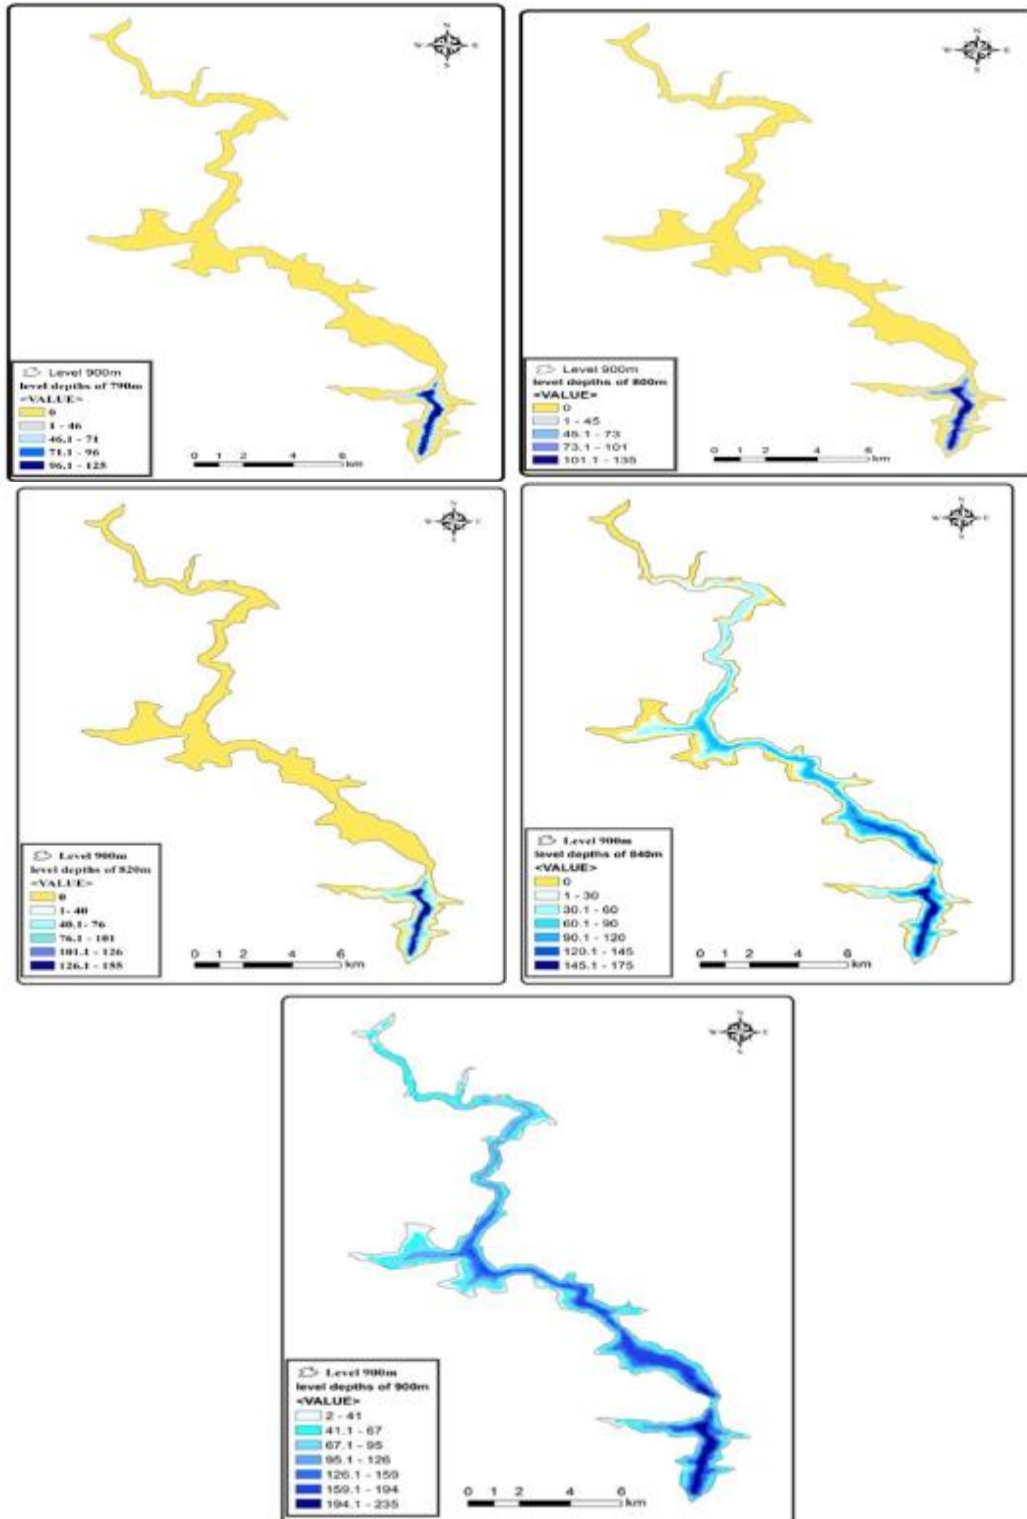 N
W E
S
Level 900m
level depths of 790m
<VALUE>
0
1 - 46
46.1 - 71
71.1 - 96
96.1 - 125
0 2 4 6
km
N
W E
S
Level 900m
level depths of 800m
<VALUE>
0
1 - 45
45.1 - 73
73.1 - 101
101.1 - 135
0 2 4 6
km
N
W E
S
Level 900m
level depths of 820m
<VALUE>
0
1- 40
40.1- 76
76.1 - 101
101.1 - 126
126.1 - 155
0 2 4 6
km
N
W E
S
Level 900m
level depths of 840m
<VALUE>
0
1 - 30
30.1 - 60
60.1 - 90
90.1 - 120
120.1 - 145
145.1 - 175
0 2 4 6
km
N
W E
S
Level 900m
level depths of 900m
<VALUE>
2 - 41
41.1 - 67
67.1 - 95
95.1 - 126
126.1 - 159
159.1 - 194
194.1 - 235
0 1 2 4 6
km